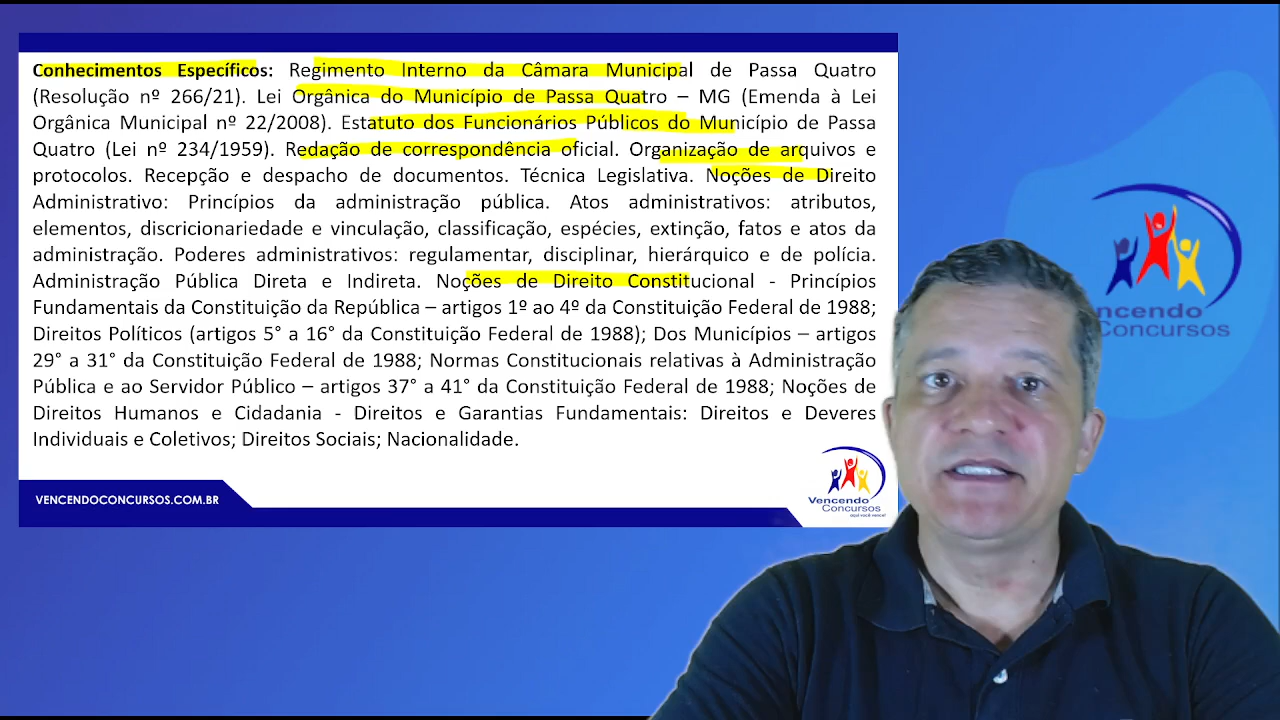 Conhecimentos Específicos: Regimento Interno da Câmara Municipal de Passa Quatro
(Resolução nº 266/21). Lei Orgânica do Município de Passa Quatro – MG (Emenda à Lei
Orgânica Municipal nº 22/2008). Estatuto dos Funcionários Públicos do Município de Passa
Quatro (Lei nº 234/1959). Redação de correspondência oficial. Organização de arquivos e
protocolos. Recepção e despacho de documentos. Técnica Legislativa. Noções de Direito
Administrativo: Princípios da administração pública. Atos administrativos: atributos,
elementos, discricionariedade e vinculação, classificação, espécies, extinção, fatos e atos da
administração. Poderes administrativos: regulamentar, disciplinar, hierárquico e de polícia.
Administração Pública Direta e Indireta. Noções de Direito Constitucional - Princípios
Fundamentais da Constituição da República – artigos 1º ao 4º da Constituição Federal de 1988;
Direitos Políticos (artigos 5° a 16° da Constituição Federal de 1988); Dos Municípios – artigos
29° a 31° da Constituição Federal de 1988; Normas Constitucionais relativas à Administração
Pública e ao Servidor Público – artigos 37° a 41° da Constituição Federal de 1988; Noções de
Direitos Humanos e Cidadania - Direitos e Garantias Fundamentais: Direitos e Deveres
Individuais e Coletivos; Direitos Sociais; Nacionalidade.
VENCENDOCONCURSOS.COM.BR
Vencendo
Concursos
aqui você vence!
encendo
Concursos